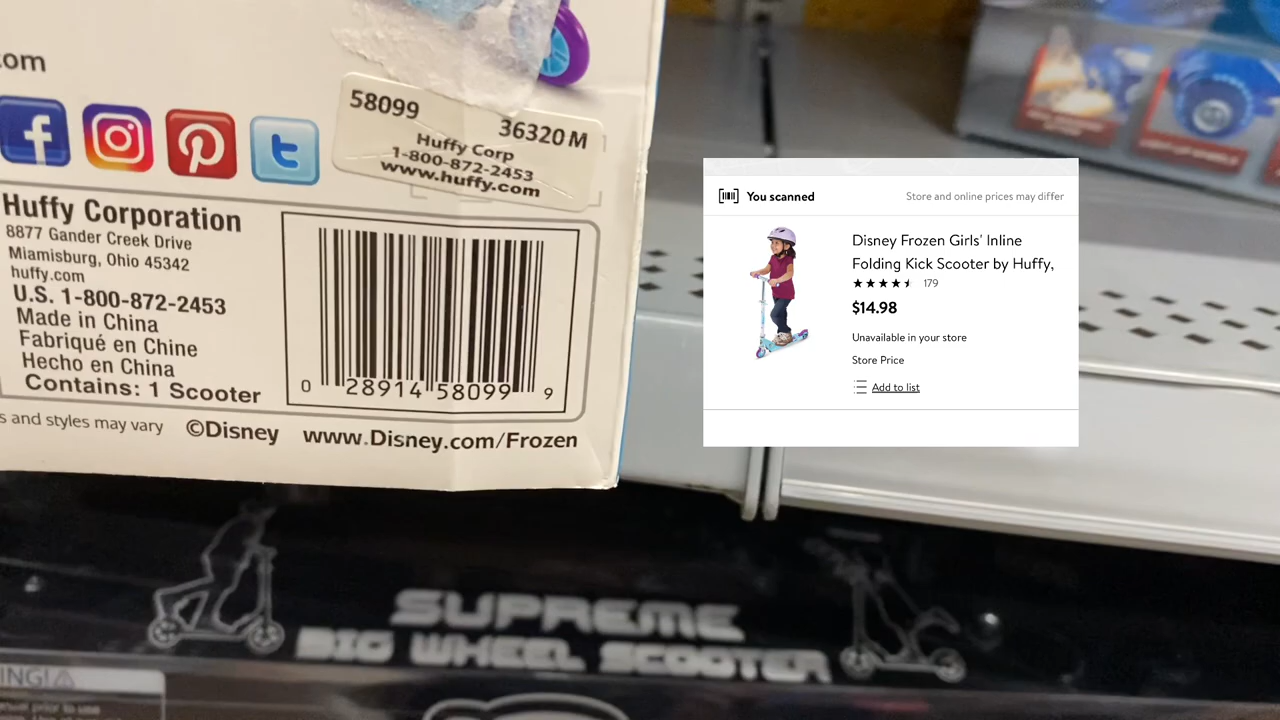 com
58099
36320 M
Huffy Corp
1-800-872-2453
www.huffy.com
Huffy Corporation
8877 Gander Creek Drive
Miamisburg, Ohio 45342
huffy.com
U.S. 1-800-872-2453
Made in China
Fabriqué en Chine
Hecho en China
Contains: 1 Scooter
0 28914 58099 9
s and styles may vary ©Disney www.Disney.com/Frozen
You scanned
Store and online prices may differ
Disney Frozen Girls' Inline
Folding Kick Scooter by Huffy,
179
$14.98
Unavailable in your store
Store Price
Add to list
SUPREME
BIG WHEEL SCOOTER
NING!